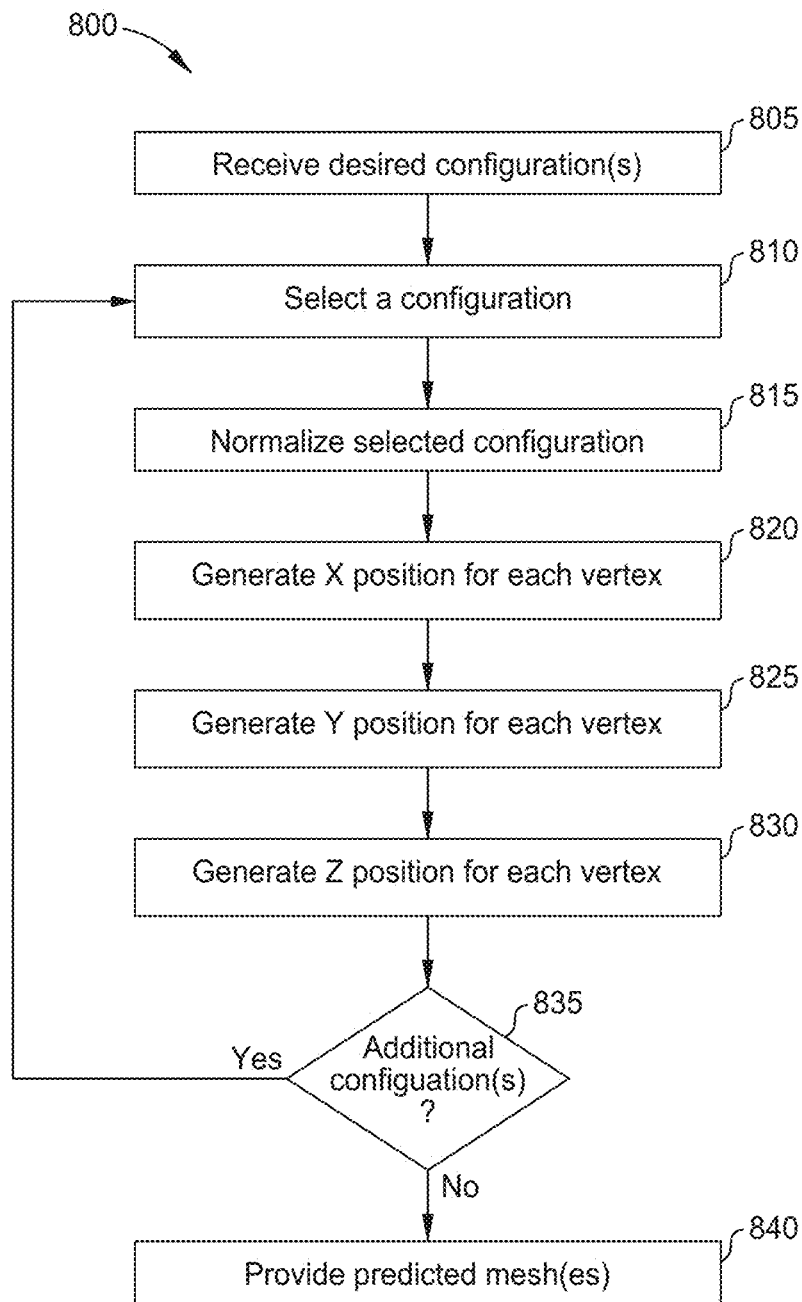 800
805
Receive desired configuration(s)
810
Select a configuration
815
Normalize selected configuration
820
Generate X position for each vertex
825
Generate Y position for each vertex
830
Generate Z position for each vertex
835
Additional
configuation(s)
?
Yes
No
840
Provide predicted mesh(es)